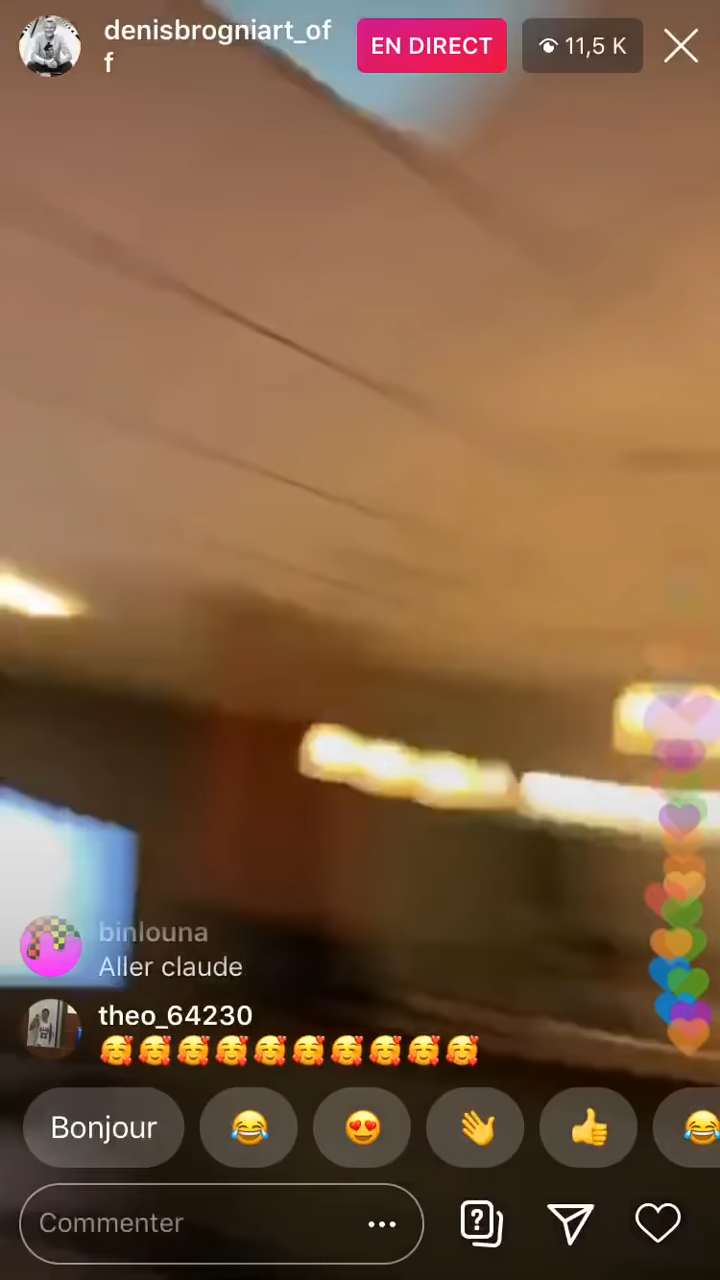 denisbrogniart_of
f
EN DIRECT
11,5 K
binlouna
Aller claude
theo_64230
🥰🥰🥰🥰🥰🥰🥰🥰🥰🥰
Bonjour
Commenter